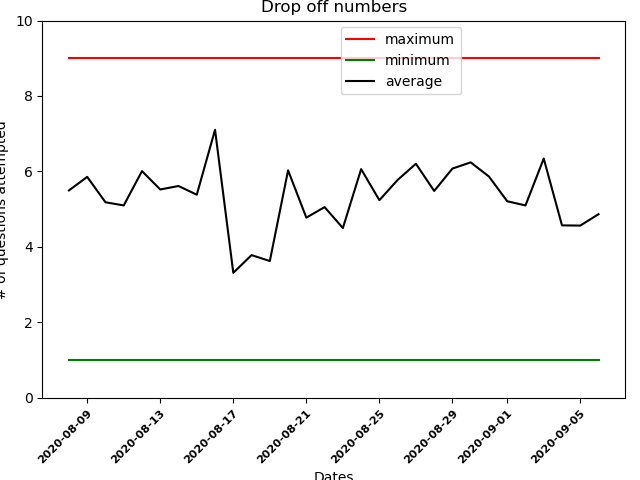 Drop off numbers
maximum
minimum
average
# of questions attempted
10
8
6
4
2
0
2020-08-09
2020-08-13
2020-08-17
2020-08-21
2020-08-25
2020-08-29
2020-09-01
2020-09-05
Dates